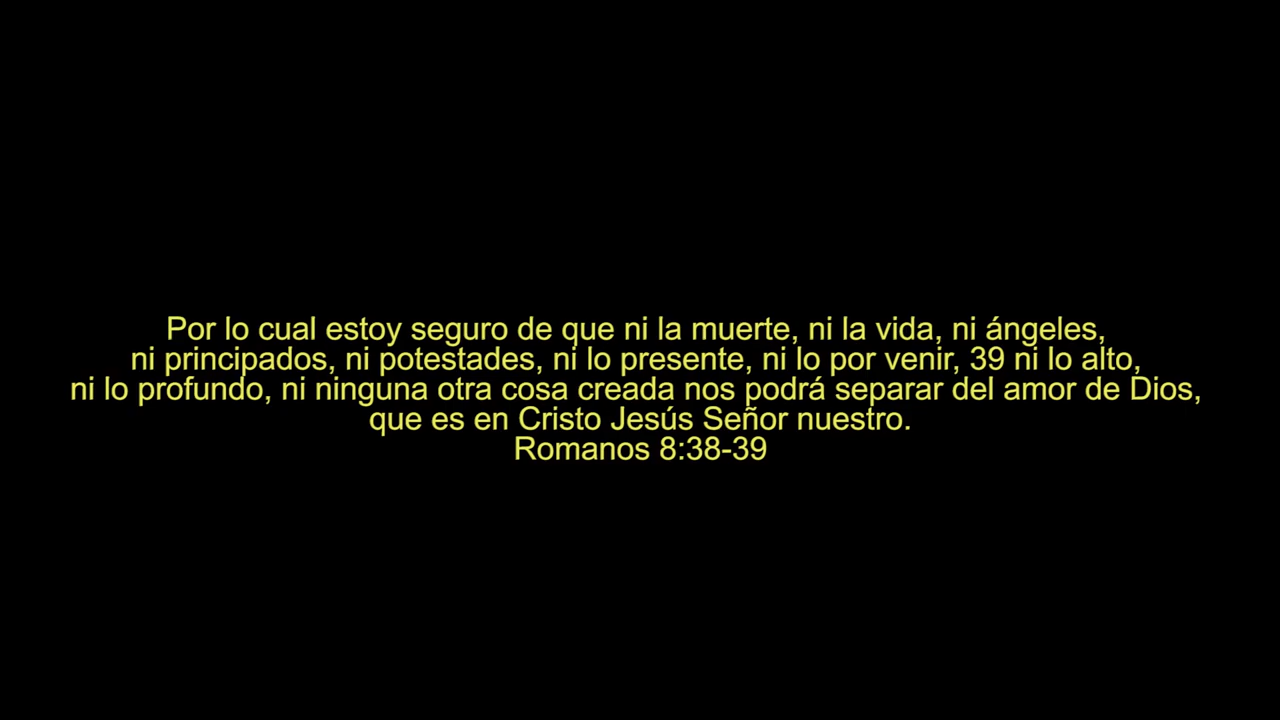 Por lo cual estoy seguro de que ni la muerte, ni la vida, ni ángeles,
ni principados, ni potestades, ni lo presente, ni lo por venir, 39 ni lo alto,
ni lo profundo, ni ninguna otra cosa creada nos podrá separar del amor de Dios,
que es en Cristo Jesús Señor nuestro.
Romanos 8:38-39